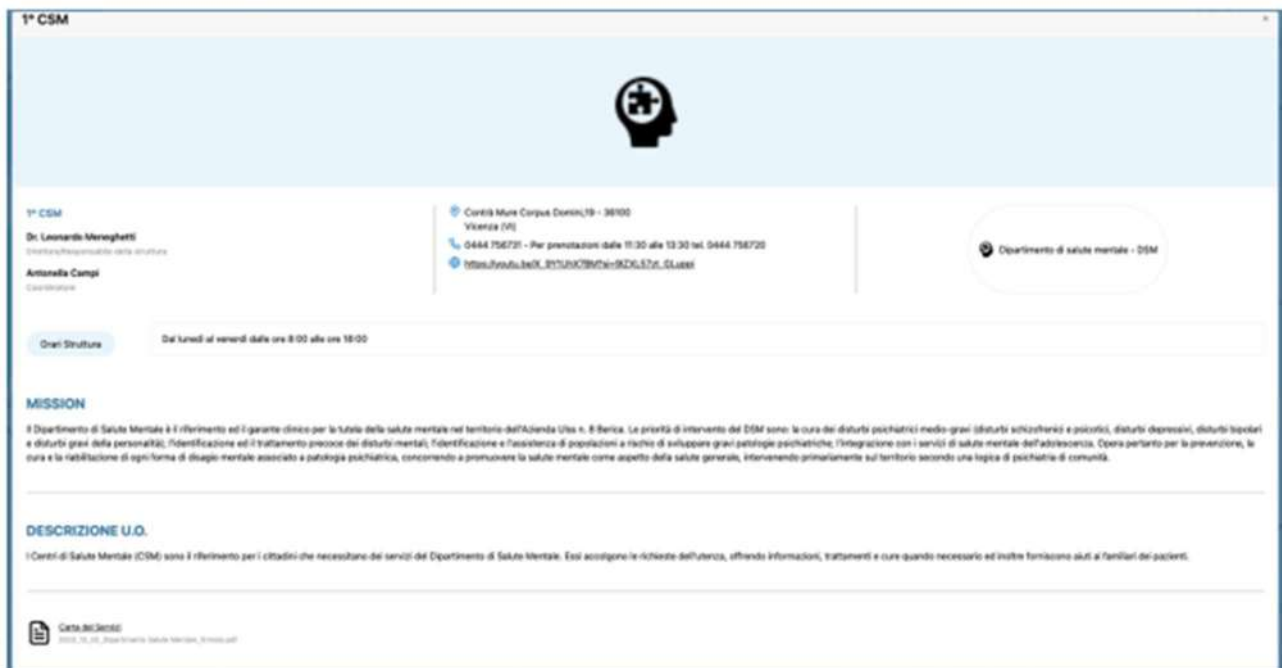 1° CSM
1° CSM
Dr. Leonardo Meneghetti
Direttore/Responsabile della struttura
Antonella Campi
Coordinatore
Contrà Mure Corpus Domini,19 - 36100
Vicenza (VI)
0444 756731 - Per prenotazioni dalle 11:30 alle 13:30 tel. 0444 756720
Dipartimento di salute mentale - DSM
Orari Struttura
Dal lunedì al venerdì dalle ore 8:00 alle ore 18:00
MISSION
Il Dipartimento di Salute Mentale è il riferimento ed il garante clinico per la tutela della salute mentale nel territorio dell'Azienda Ulss n. 8 Berica. Le priorità di intervento del DSM sono: la cura dei disturbi psichiatrici medio-gravi (disturbi schizofrenici e psicotici, disturbi depressivi, disturbi bipolari
e disturbi gravi della personalità); l'identificazione ed il trattamento precoce dei disturbi mentali; l'identificazione e l'assistenza di popolazioni a rischio di sviluppare gravi patologie psichiatriche; l'integrazione con i servizi di salute mentale dell'adolescenza. Opera pertanto per la prevenzione, la
cura e la riabilitazione di ogni forma di disagio mentale associato a patologia psichiatrica, concorrendo a promuovere la salute mentale come aspetto della salute generale, intervenendo primariamente sul territorio secondo una logica di psichiatria di comunità.
DESCRIZIONE U.O.
I Centri di Salute Mentale (CSM) sono il riferimento per i cittadini che necessitano dei servizi del Dipartimento di Salute Mentale. Essi accolgono le richieste dell'utenza, offrendo informazioni, trattamenti e cure quando necessario ed inoltre forniscono aiuti ai familiari dei pazienti.
Carta dei Servizi